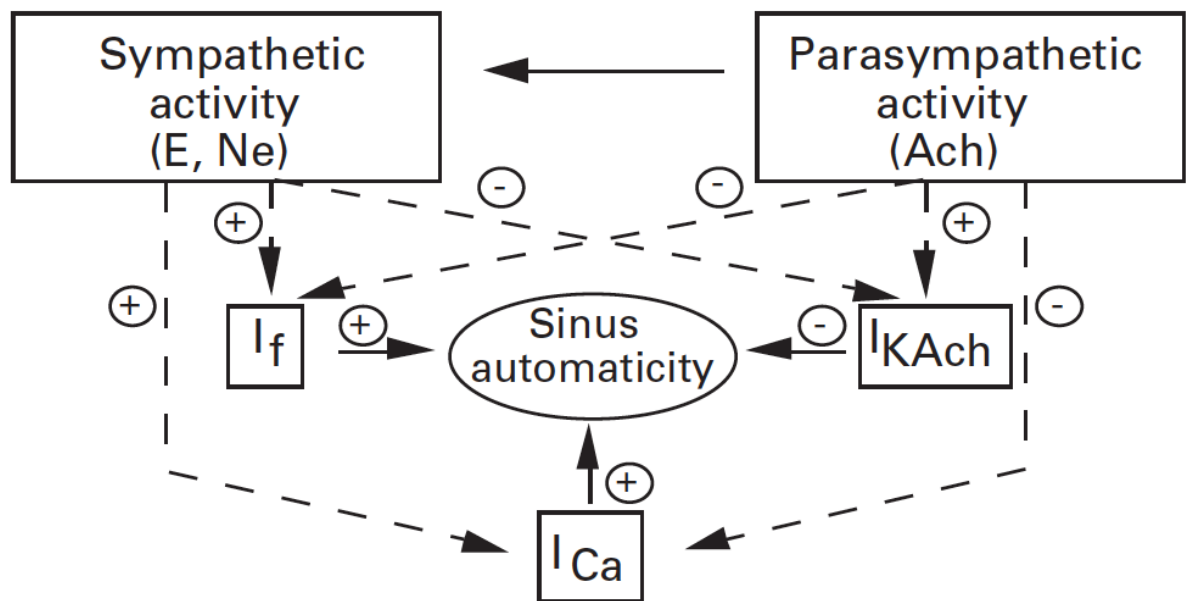 Sympathetic
activity
(E, Ne)
Parasympathetic
activity
(Ach)
-
-
+
+
+
-
If
+
Sinus
automaticity
-
IKAch
+
ICa